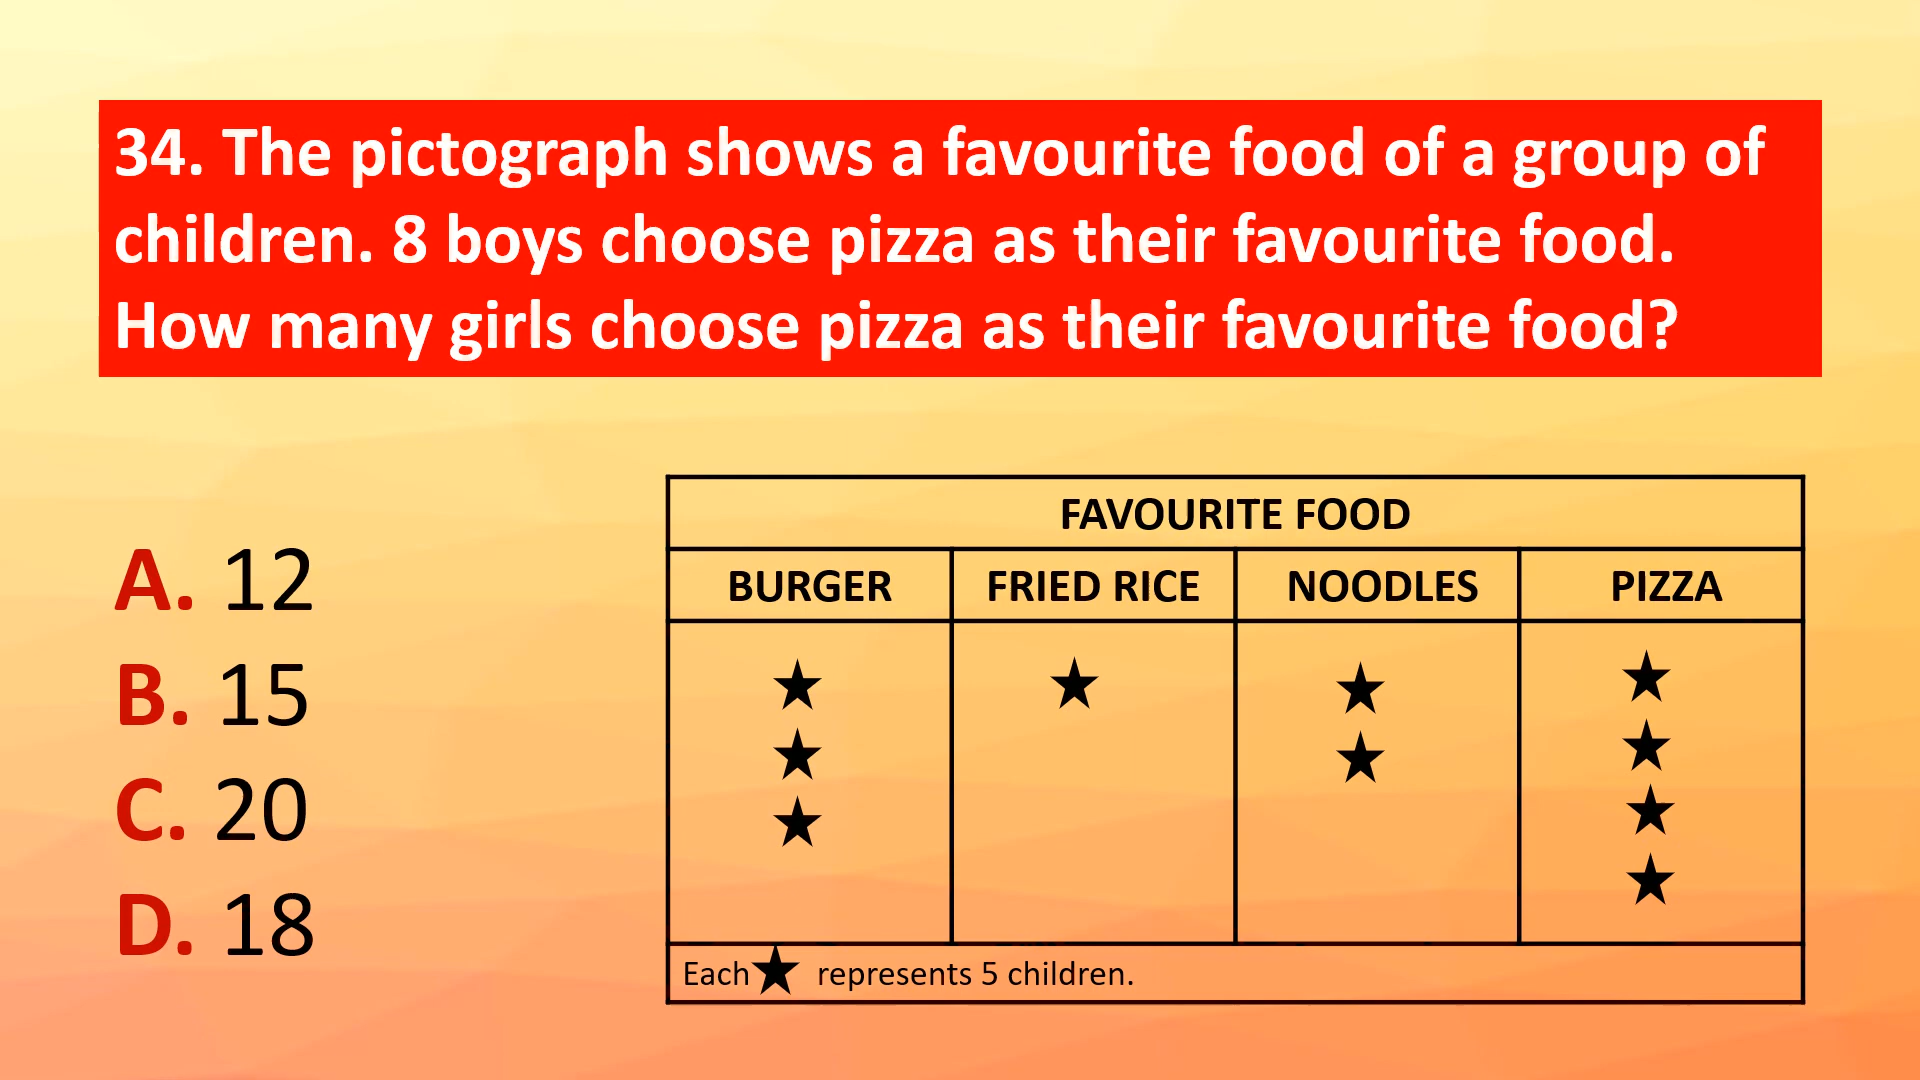 34. The pictograph shows a favourite food of a group of
children. 8 boys choose pizza as their favourite food.
How many girls choose pizza as their favourite food?
A. 12
B. 15
C. 20
D. 18
FAVOURITE FOOD
BURGER FRIED RICE NOODLES PIZZA
Each ★ represents 5 children.